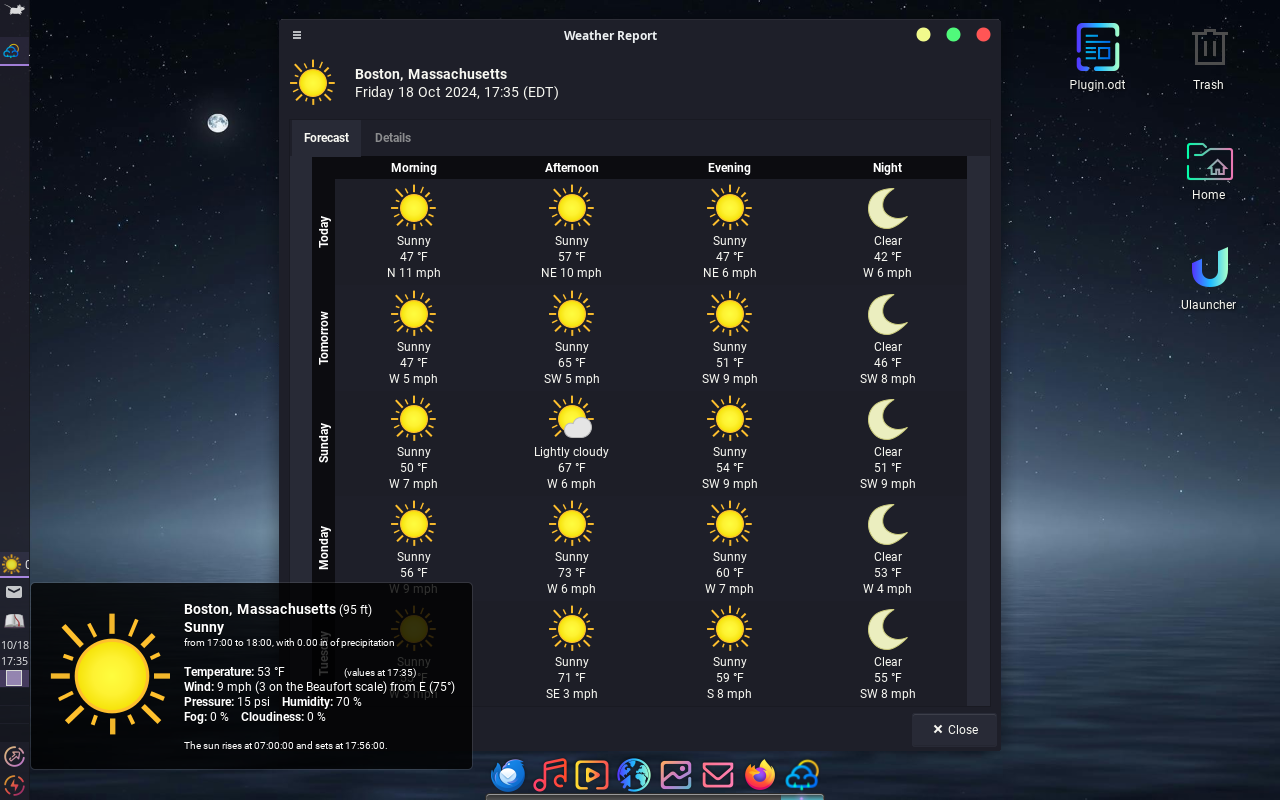 Weather Report
Boston, Massachusetts
Friday 18 Oct 2024, 17:35 (EDT)
Forecast Details
Morning Afternoon Evening Night
Today
Sunny Sunny Sunny Clear
47 °F 57 °F 47 °F 42 °F
N 11 mph NE 10 mph NE 6 mph W 6 mph
Tomorrow
Sunny Sunny Sunny Clear
47 °F 65 °F 51 °F 46 °F
W 5 mph SW 5 mph SW 9 mph SW 8 mph
Sunday
Sunny Lightly cloudy Sunny Clear
50 °F 67 °F 54 °F 51 °F
W 7 mph W 6 mph SW 9 mph SW 9 mph
Monday
Sunny Sunny Sunny Clear
56 °F 73 °F 60 °F 53 °F
W 9 mph W 6 mph W 7 mph W 4 mph
Tuesday
Sunny Sunny Sunny Clear
71 °F 59 °F 55 °F
SE 3 mph S 8 mph SW 8 mph
Close
Boston, Massachusetts (95 ft)
Sunny
from 17:00 to 18:00, with 0.00 in of precipitation
Temperature: 53 °F (values at 17:35)
Wind: 9 mph (3 on the Beaufort scale) from E (75°)
Pressure: 15 psi Humidity: 70 %
Fog: 0 % Cloudiness: 0 %
The sun rises at 07:00:00 and sets at 17:56:00.
10/18
17:35
Plugin.odt
Trash
Home
Ulauncher